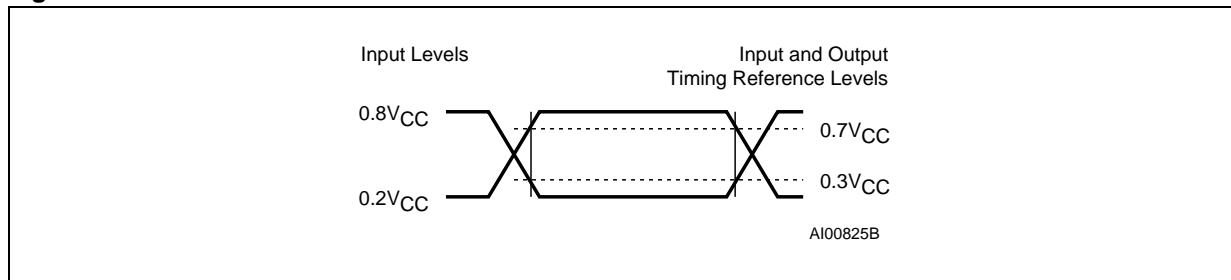 Input Levels
Input and Output
Timing Reference Levels
0.8VCC
0.7VCC
0.3VCC
0.2VCC
AI00825B